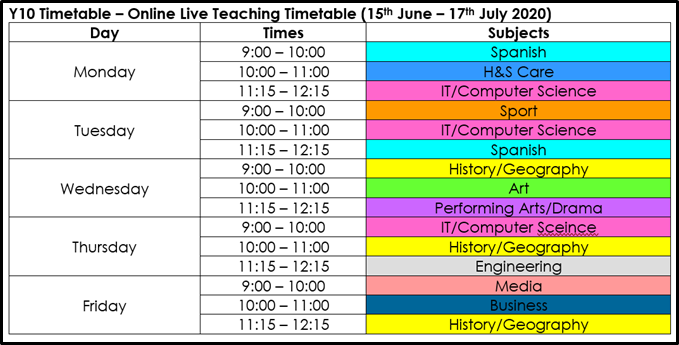 Y10 Timetable – Online Live Teaching Timetable (15th June – 17th July 2020)
Day Times Subjects
Monday
9:00 – 10:00 Spanish
10:00 – 11:00 H&S Care
11:15 – 12:15 IT/Computer Science
Tuesday
9:00 – 10:00 Sport
10:00 – 11:00 IT/Computer Science
11:15 – 12:15 Spanish
Wednesday
9:00 – 10:00 History/Geography
10:00 – 11:00 Art
11:15 – 12:15 Performing Arts/Drama
Thursday
9:00 – 10:00 IT/Computer Sceince
10:00 – 11:00 History/Geography
11:15 – 12:15 Engineering
Friday
9:00 – 10:00 Media
10:00 – 11:00 Business
11:15 – 12:15 History/Geography